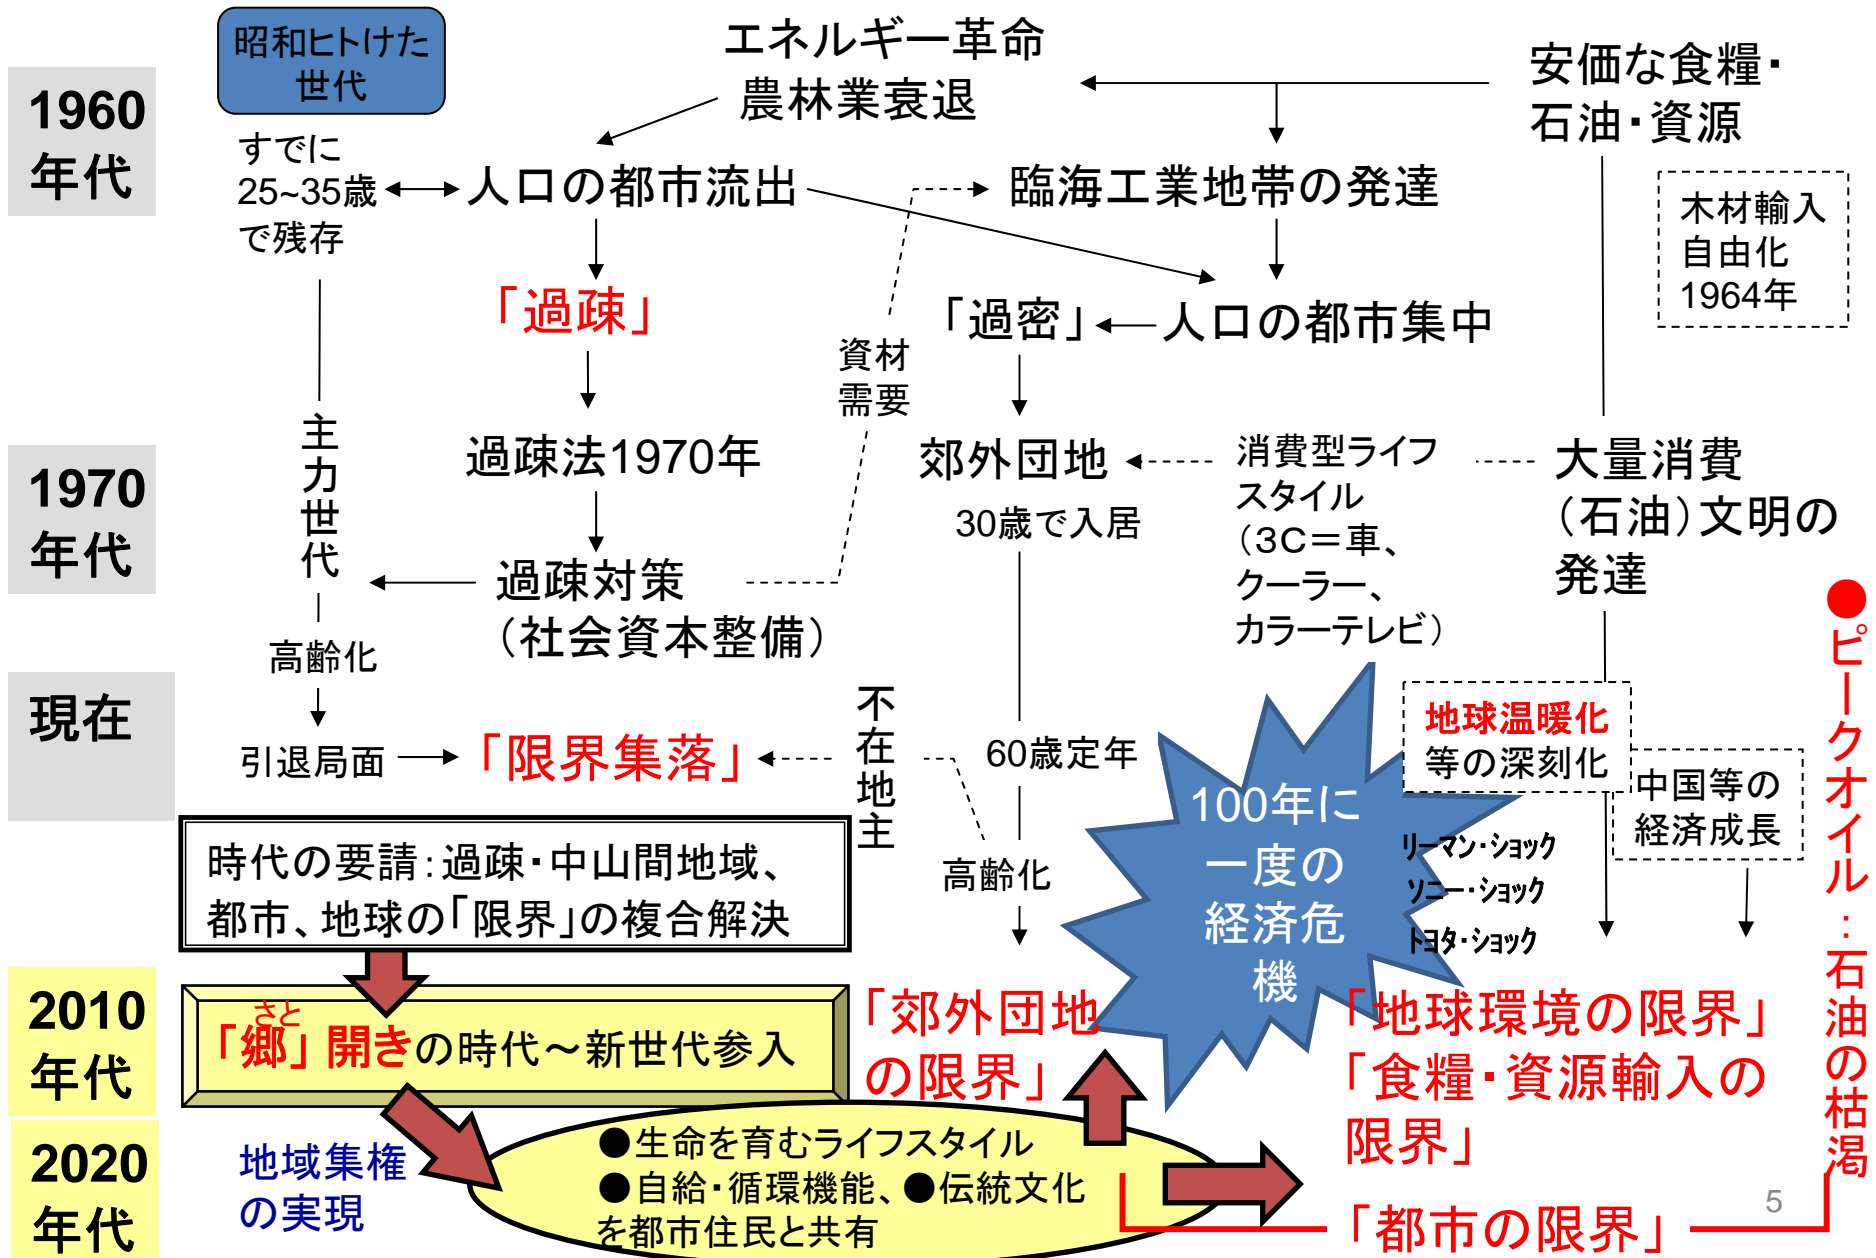 昭和ヒトけた
世代
エネルギー革命
農林業衰退
安価な食糧・
石油・資源
1960
年代
すでに
25~35歳
で残存
人口の都市流出
臨海工業地帯の発達
木材輸入
自由化
1964年
「過疎」
「過密」
人口の都市集中
資材
需要
主力世代
1970
年代
過疎法1970年
郊外団地
30歳で入居
消費型ライフ
スタイル
（3C＝車、
クーラー、
カラーテレビ）
大量消費
（石油）文明の
発達
過疎対策
（社会資本整備）
高齢化
●ピークオイル：石油の枯渇
現在
引退局面
「限界集落」
不在地主
60歳定年
高齢化
100年に
一度の
経済危
機
地球温暖化
等の深刻化
中国等の
経済成長
リーマン・ショック
ソニー・ショック
トヨタ・ショック
時代の要請：過疎・中山間地域、
都市、地球の「限界」の複合解決
2010
年代
さと
「郷」開きの時代～新世代参入
「郊外団地
の限界」
「地球環境の限界」
「食糧・資源輸入の
限界」
2020
年代
地域集権
の実現
●生命を育むライフスタイル
●自給・循環機能、●伝統文化
を都市住民と共有
「都市の限界」
5